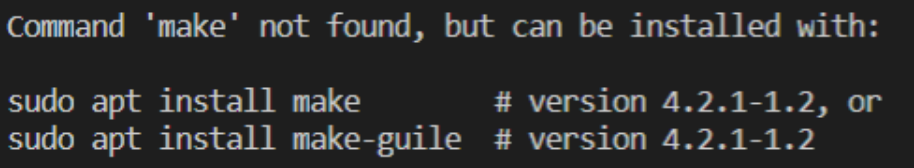 Command 'make' not found, but can be installed with:
sudo apt install make         # version 4.2.1-1.2, or
sudo apt install make-guile  # version 4.2.1-1.2